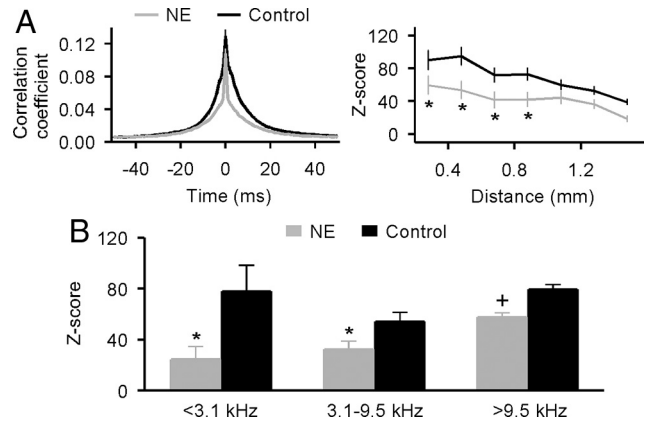 A
NE Control
Correlation coefficient
0.12
0.08
0.04
0.00
-40 -20 0 20 40
Time (ms)
Z-score
120
80
40
0
* * * *
0.4 0.8 1.2
Distance (mm)
B
NE Control
Z-score
120
80
40
0
* * +
<3.1 kHz 3.1-9.5 kHz >9.5 kHz